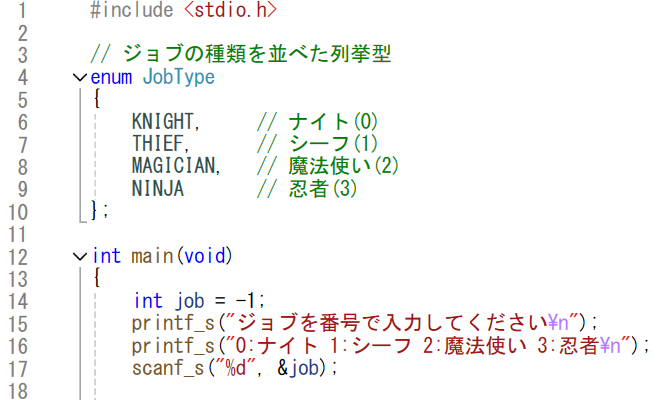 1 #include <stdio.h>
2
3 // ジョブの種類を並べた列挙型
4 enum JobType
5 {
6 KNIGHT, // ナイト(0)
7 THIEF, // シーフ(1)
8 MAGICIAN, // 魔法使い(2)
9 NINJA // 忍者(3)
10 };
11
12 int main(void)
13 {
14 int job = -1;
15 printf_s("ジョブを番号で入力してください¥n");
16 printf_s("0:ナイト 1:シーフ 2:魔法使い 3:忍者¥n");
17 scanf_s("%d", &job);
18